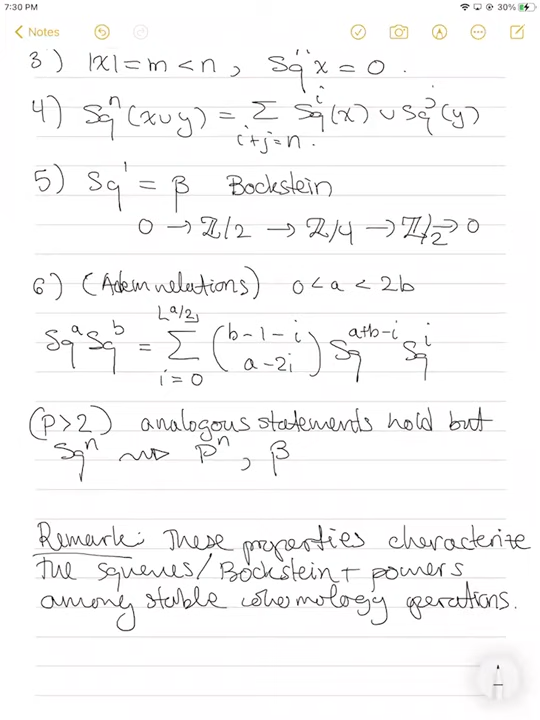 7:30 PM 30%
Notes
3) |x| = m < n, Sq^n x = 0.
4) Sq^n (x ∪ y) = Σ_{i+j=n.} Sq^i (x) ∪ Sq^j (y)
5) Sq^1 = β Bockstein
0 → ℤ/2 → ℤ/4 → ℤ/2 → 0
6) (Adem relations) 0 < a < 2b
Sq^a Sq^b = Σ_{i=0}^{⌊a/2⌋} (b-1-i a-2i) Sq^{a+b-i} Sq^i
(p>2) analogous statements hold but
Sq^n ⇝ P^n, β
Remark: These properties characterize
the squares/Bockstein + powers
among stable cohomology operations.